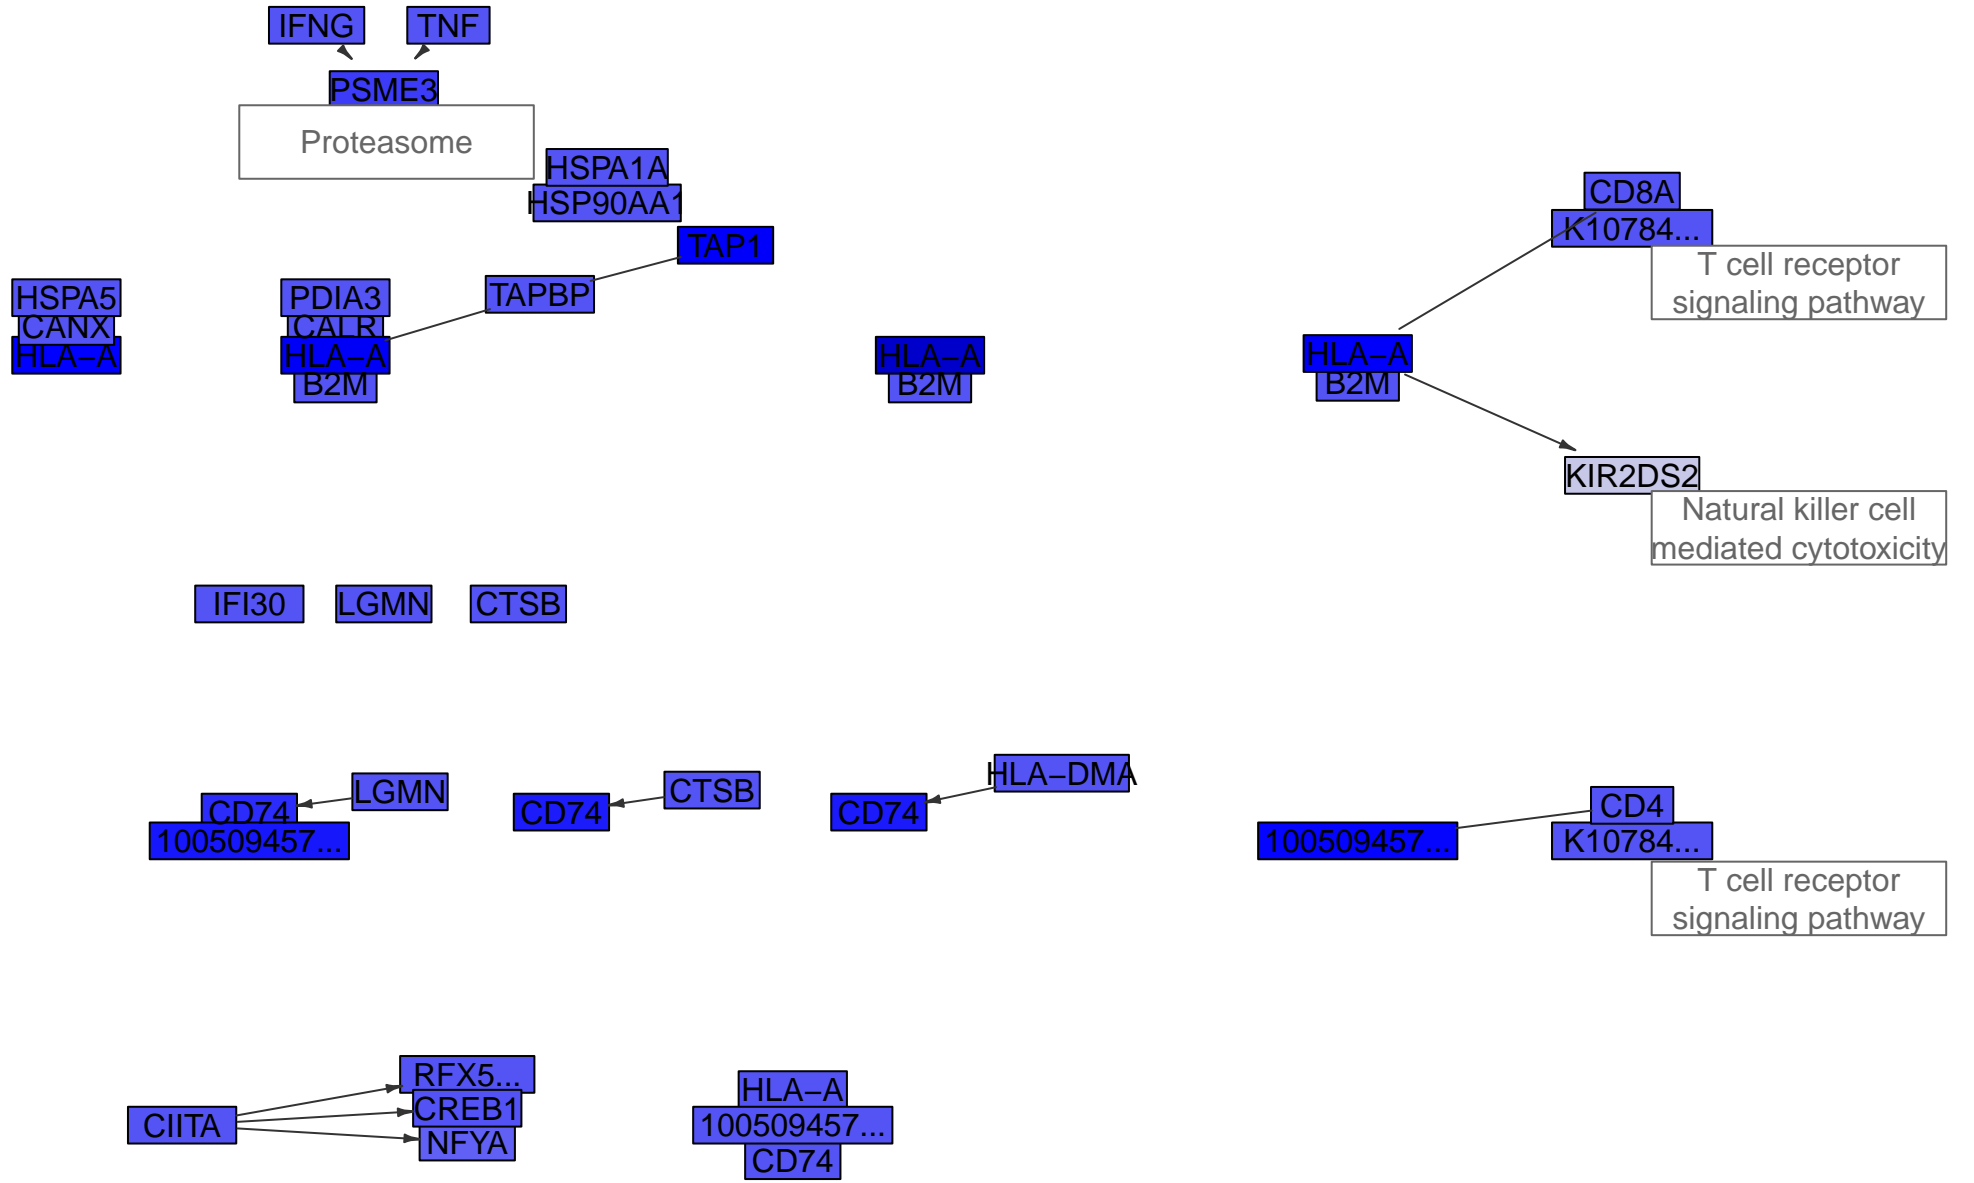 IFNG
TNF
PSME3
Proteasome
HSPA1A
HSP90AA1
TAP1
TAPBP
HSPA5
CANX
HLA−A
PDIA3
CALR
HLA−A
B2M
HLA−A
B2M
CD8A
K10784...
T cell receptor
signaling pathway
HLA−A
B2M
KIR2DS2
Natural killer cell
mediated cytotoxicity
IFI30
LGMN
CTSB
CD74
100509457...
LGMN
CD74
CTSB
CD74
HLA−DMA
100509457...
CD4
K10784...
T cell receptor
signaling pathway
CIITA
RFX5...
CREB1
NFYA
HLA−A
100509457...
CD74